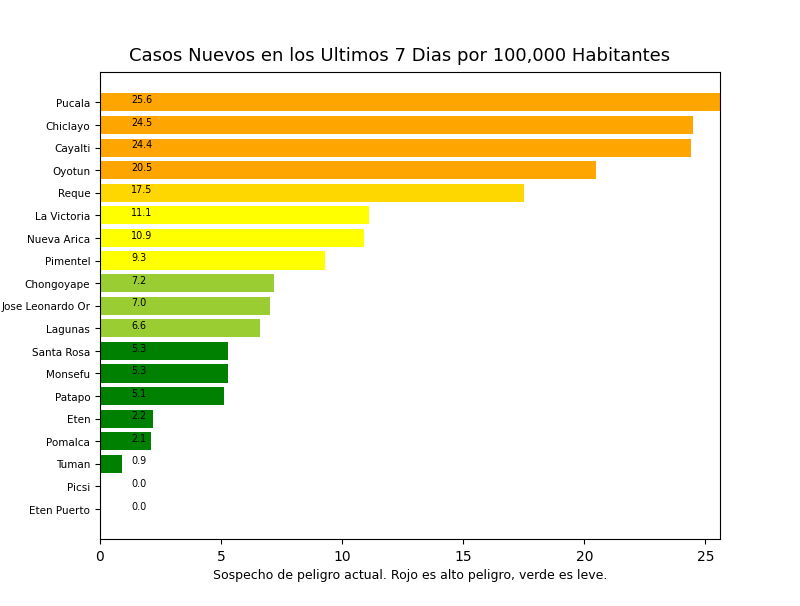 Casos Nuevos en los Ultimos 7 Dias por 100,000 Habitantes
Pucala 25.6
Chiclayo 24.5
Cayalti 24.4
Oyotun 20.5
Reque 17.5
La Victoria 11.1
Nueva Arica 10.9
Pimentel 9.3
Chongoyape 7.2
Jose Leonardo Or 7.0
Lagunas 6.6
Santa Rosa 5.3
Monsefu 5.3
Patapo 5.1
Eten 2.2
Pomalca 2.1
Tuman 0.9
Picsi 0.0
Eten Puerto 0.0
0 5 10 15 20 25
Sospecho de peligro actual. Rojo es alto peligro, verde es leve.